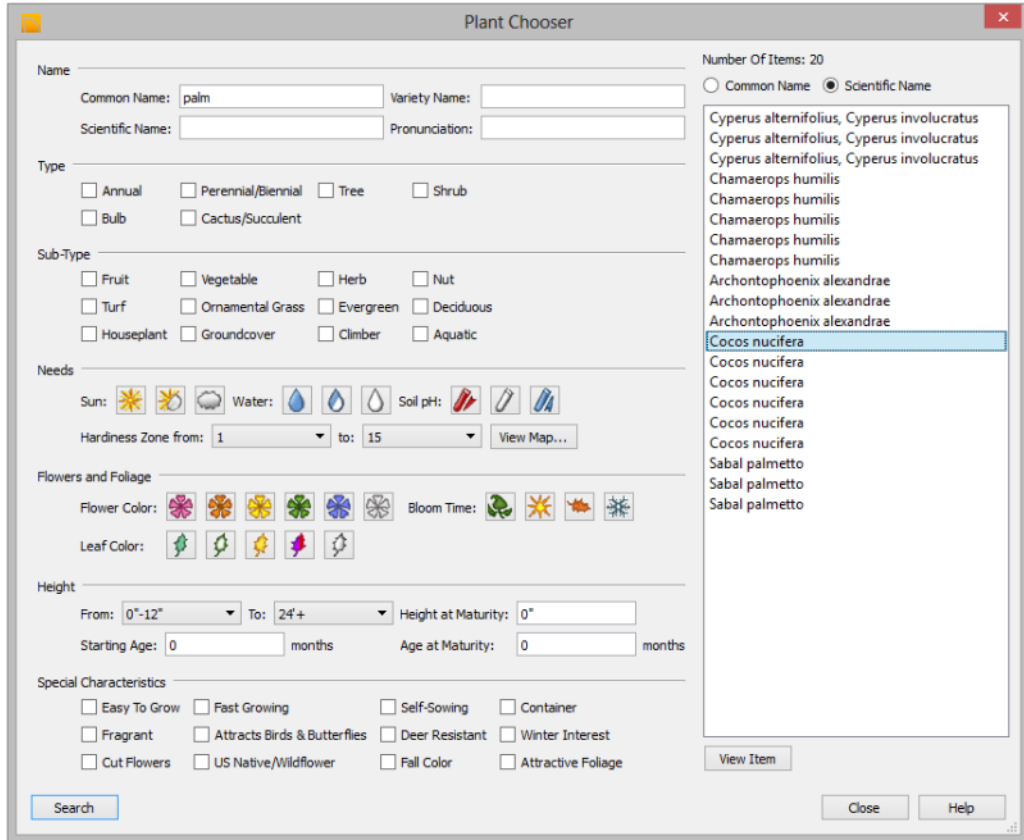 Plant Chooser
Name
Common Name: palm Variety Name:
Scientific Name: Pronunciation:
Type
Annual Perennial/Biennial Tree Shrub
Bulb Cactus/Succulent
Sub-Type
Fruit Vegetable Herb Nut
Turf Ornamental Grass Evergreen Deciduous
Houseplant Groundcover Climber Aquatic
Needs
Sun: Water: Soil pH:
Hardiness Zone from: 1 to: 15 View Map...
Flowers and Foliage
Flower Color: Bloom Time:
Leaf Color:
Height
From: 0"-12" To: 24'+ Height at Maturity: 0"
Starting Age: 0 months Age at Maturity: 0 months
Special Characteristics
Easy To Grow Fast Growing Self-Sowing Container
Fragrant Attracts Birds & Butterflies Deer Resistant Winter Interest
Cut Flowers US Native/Wildflower Fall Color Attractive Foliage
Search
Number Of Items: 20
Common Name Scientific Name
Cyperus alternifolius, Cyperus involucratus
Cyperus alternifolius, Cyperus involucratus
Cyperus alternifolius, Cyperus involucratus
Chamaerops humilis
Chamaerops humilis
Chamaerops humilis
Chamaerops humilis
Chamaerops humilis
Archontophoenix alexandrae
Archontophoenix alexandrae
Archontophoenix alexandrae
Cocos nucifera
Cocos nucifera
Cocos nucifera
Cocos nucifera
Cocos nucifera
Cocos nucifera
Sabal palmetto
Sabal palmetto
Sabal palmetto
View Item
Close Help